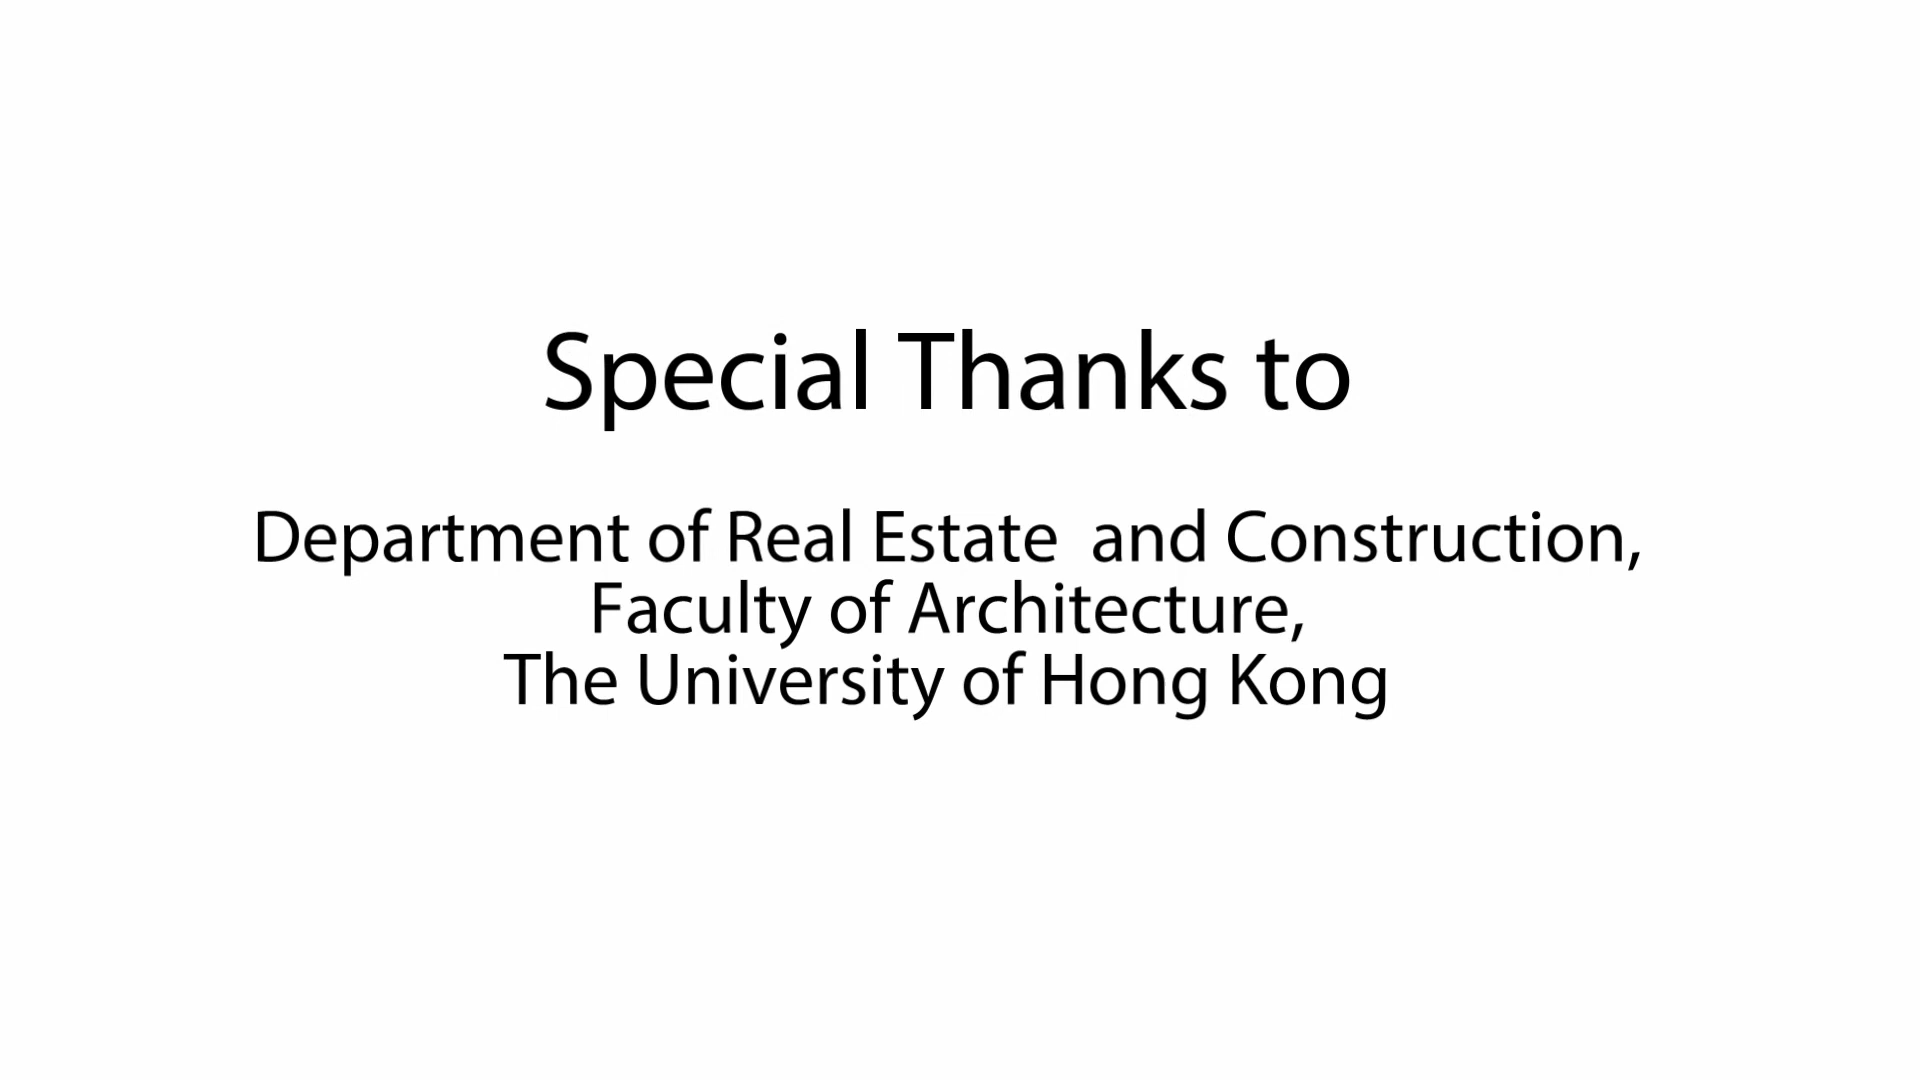 Special Thanks to
Department of Real Estate  and Construction,
Faculty of Architecture,
The University of Hong Kong